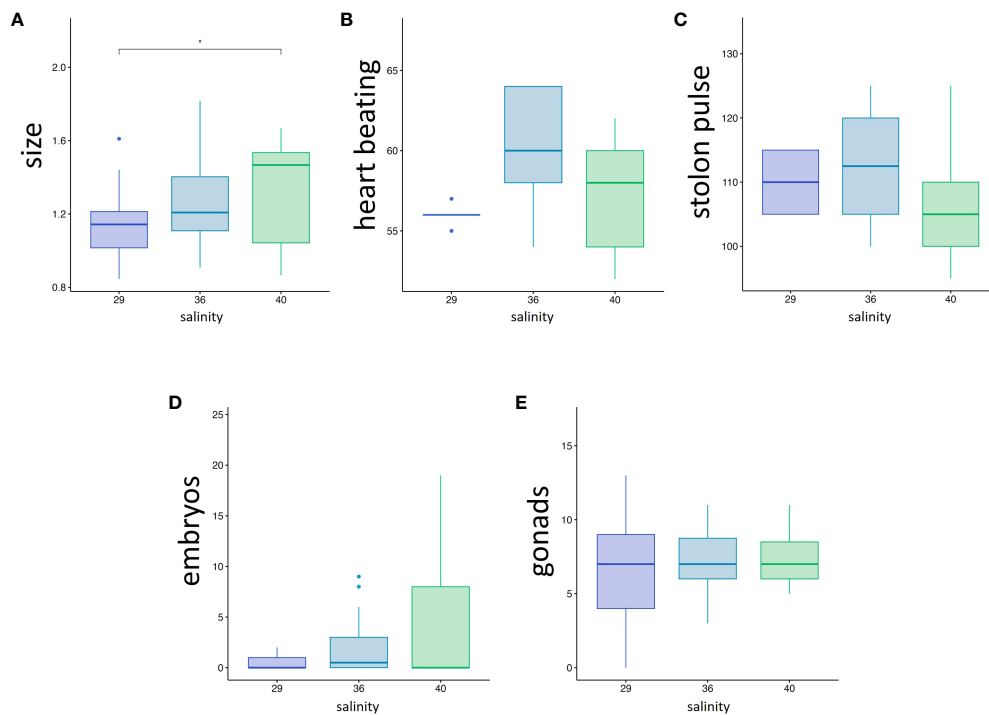 A
size
2.0
1.6
1.2
0.8
*
29 36 40
salinity
B
heart beating
65
60
55
29 36 40
salinity
C
stolon pulse
130
120
110
100
29 36 40
salinity
D
embryos
25
20
15
10
5
0
29 36 40
salinity
E
gonads
15
10
5
0
29 36 40
salinity